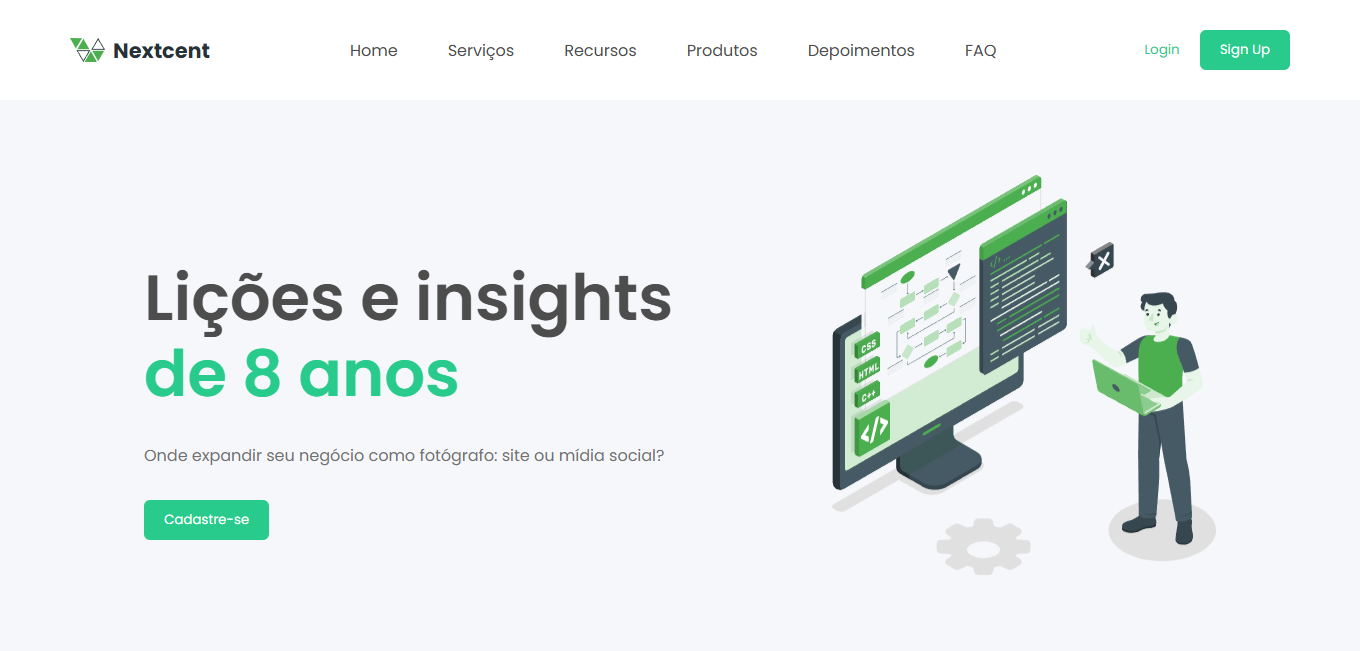 Nextcent
Home Serviços Recursos Produtos Depoimentos FAQ
Login Sign Up
Lições e insights
de 8 anos
Onde expandir seu negócio como fotógrafo: site ou mídia social?
Cadastre-se
CSS
HTML
C++
</>